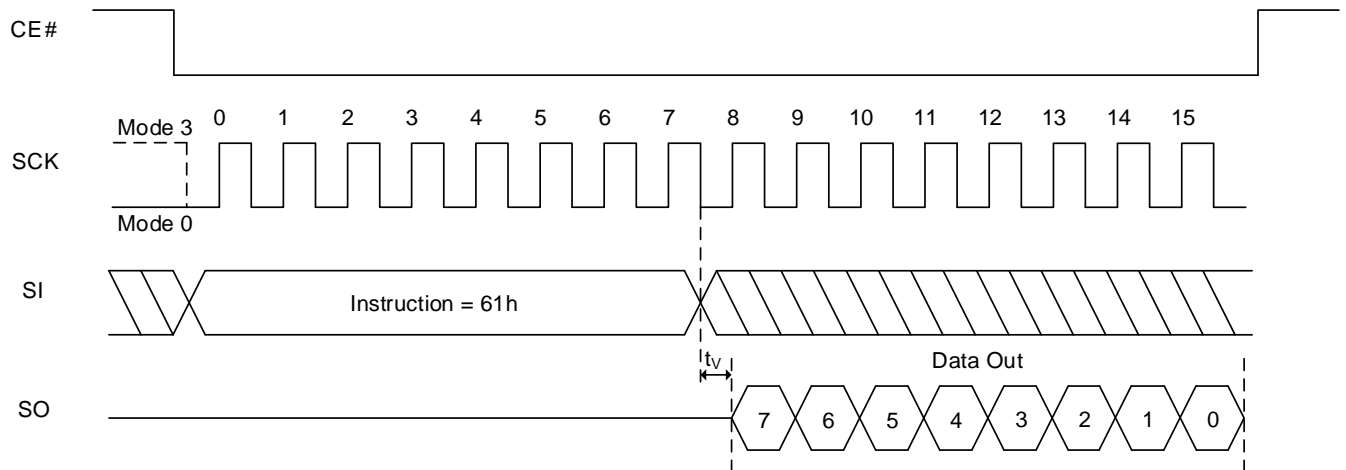 CE#
Mode 3 0 1 2 3 4 5 6 7 8 9 10 11 12 13 14 15
SCK
Mode 0
SI
Instruction = 61h
tV Data Out
SO
7 6 5 4 3 2 1 0